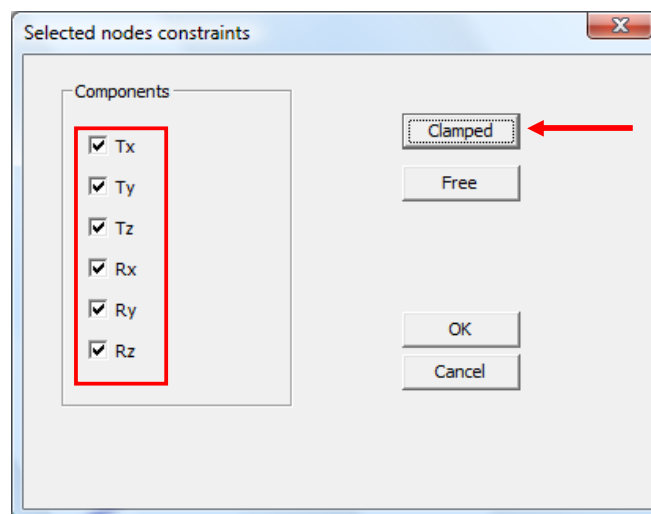 Selected nodes constraints
Components
Tx
Ty
Tz
Rx
Ry
Rz
Clamped
Free
OK
Cancel